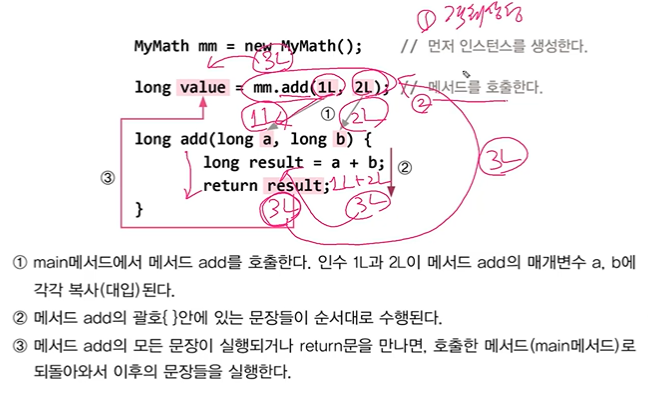 ① 객체생성
MyMath mm = new MyMath(); // 먼저 인스턴스를 생성한다.
3L
long value = mm.add(1L, 2L); // 메서드를 호출한다.
②
1L ① 2L
long add(long a, long b) {
3L
long result = a + b;
②
③
return result; 1L+2L
3L 3L
}
① main메서드에서 메서드 add를 호출한다. 인수 1L과 2L이 메서드 add의 매개변수 a, b에
각각 복사(대입)된다.
② 메서드 add의 괄호{ }안에 있는 문장들이 순서대로 수행된다.
③ 메서드 add의 모든 문장이 실행되거나 return문을 만나면, 호출한 메서드(main메서드)로
되돌아와서 이후의 문장들을 실행한다.